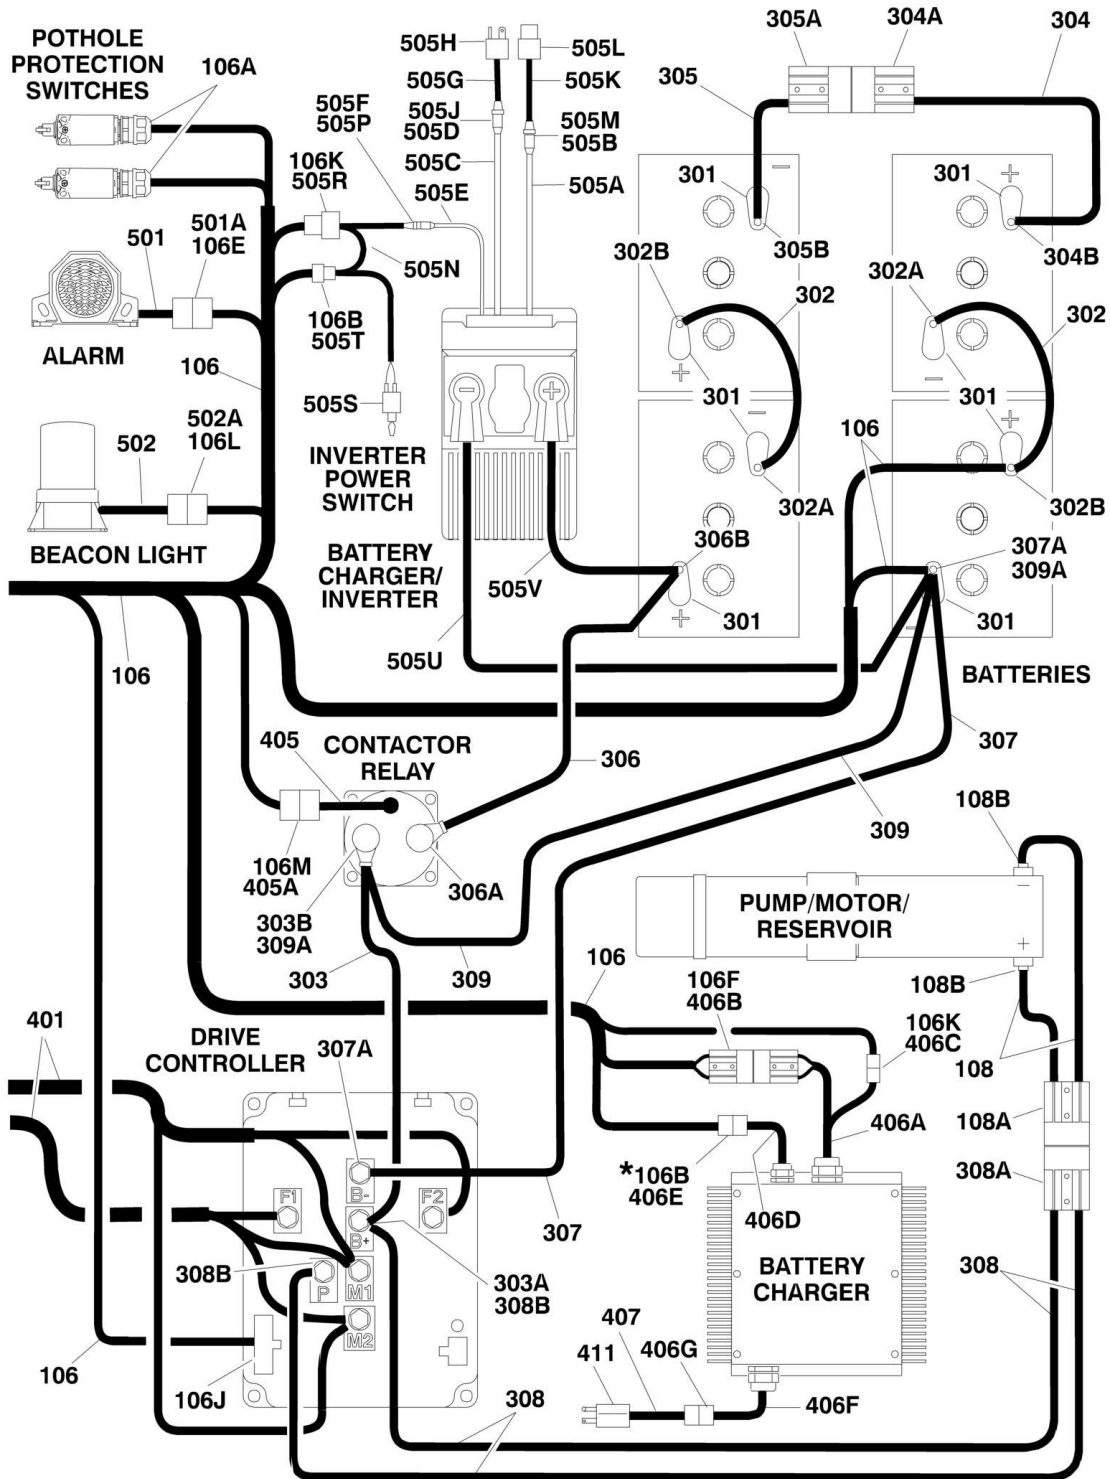 505H
505L
305A
304A
304
POTHOLE
PROTECTION
SWITCHES
106A
505G
505K
305
505F
505P
505J
505D
505M
505B
106K
505R
505C
505E
505A
301
−
+
301
501
501A
106E
505N
302B
305B
302A
304B
302
302
106B
505T
ALARM
106
505S
−
+
+
−
301
−
301
+
502
502A
106L
INVERTER
POWER
SWITCH
106
302A
302B
306B
BEACON LIGHT
BATTERY
CHARGER/
INVERTER
505V
307A
309A
301
+
301
−
505U
106
BATTERIES
405
CONTACTOR
RELAY
306
307
309
108B
106M
405A
306A
303B
309A
PUMP/MOTOR/
RESERVOIR
−
+
303
309
106
106F
406B
108B
401
DRIVE
CONTROLLER
307A
106K
406C
108
406A
108A
*106B
406E
308A
B-
F1
F2
B+
307
406D
308B
P
M1
303A
308B
BATTERY
CHARGER
308
M2
407
406G
411
106
106J
308
406F
308